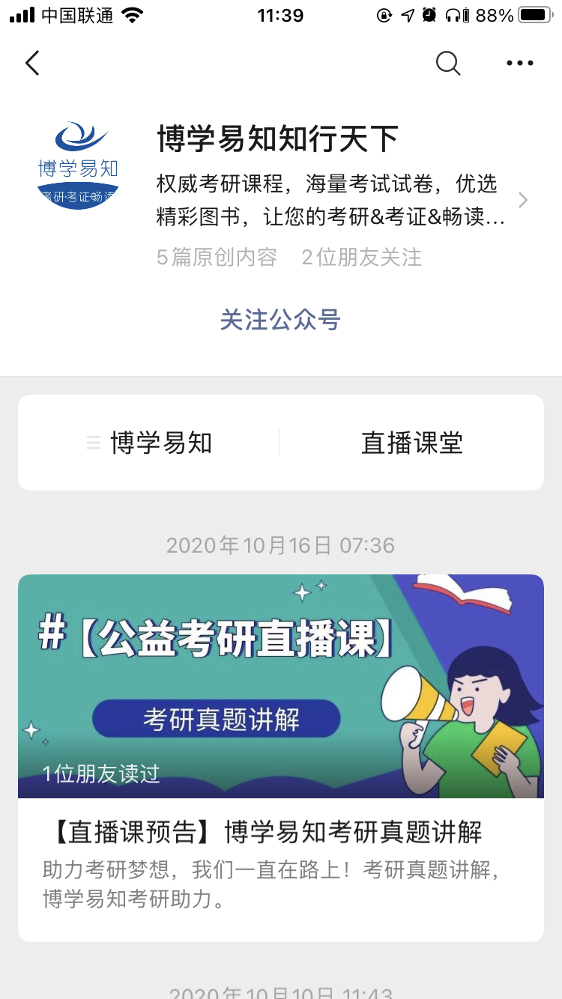 中国联通 11:39 88%
博学易知
考研·考证·畅读
博学易知知行天下
权威考研课程，海量考试试卷，优选
精彩图书，让您的考研&考证&畅读...
5篇原创内容 2位朋友关注
关注公众号
博学易知 直播课堂
2020年10月16日 07:36
#【公益考研直播课】
考研真题讲解
1位朋友读过
【直播课预告】博学易知考研真题讲解
助力考研梦想，我们一直在路上！考研真题讲解，
博学易知考研助力。
2020年10月10日 11:43